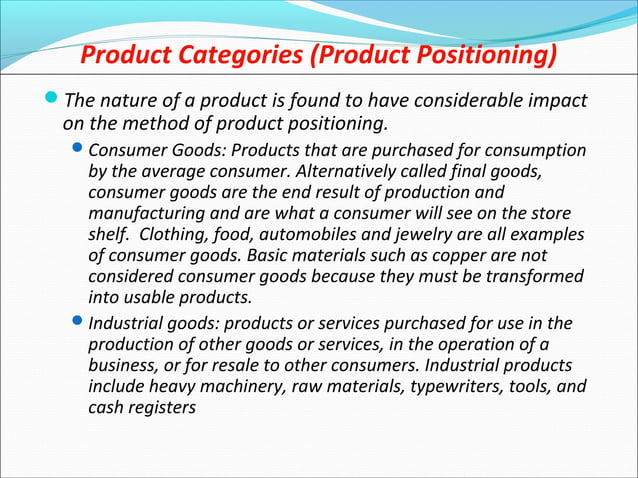 Product Categories (Product Positioning)
The nature of a product is found to have considerable impact
on the method of product positioning.
Consumer Goods: Products that are purchased for consumption
by the average consumer. Alternatively called final goods,
consumer goods are the end result of production and
manufacturing and are what a consumer will see on the store
shelf.  Clothing, food, automobiles and jewelry are all examples
of consumer goods. Basic materials such as copper are not
considered consumer goods because they must be transformed
into usable products.
Industrial goods: products or services purchased for use in the
production of other goods or services, in the operation of a
business, or for resale to other consumers. Industrial products
include heavy machinery, raw materials, typewriters, tools, and
cash registers